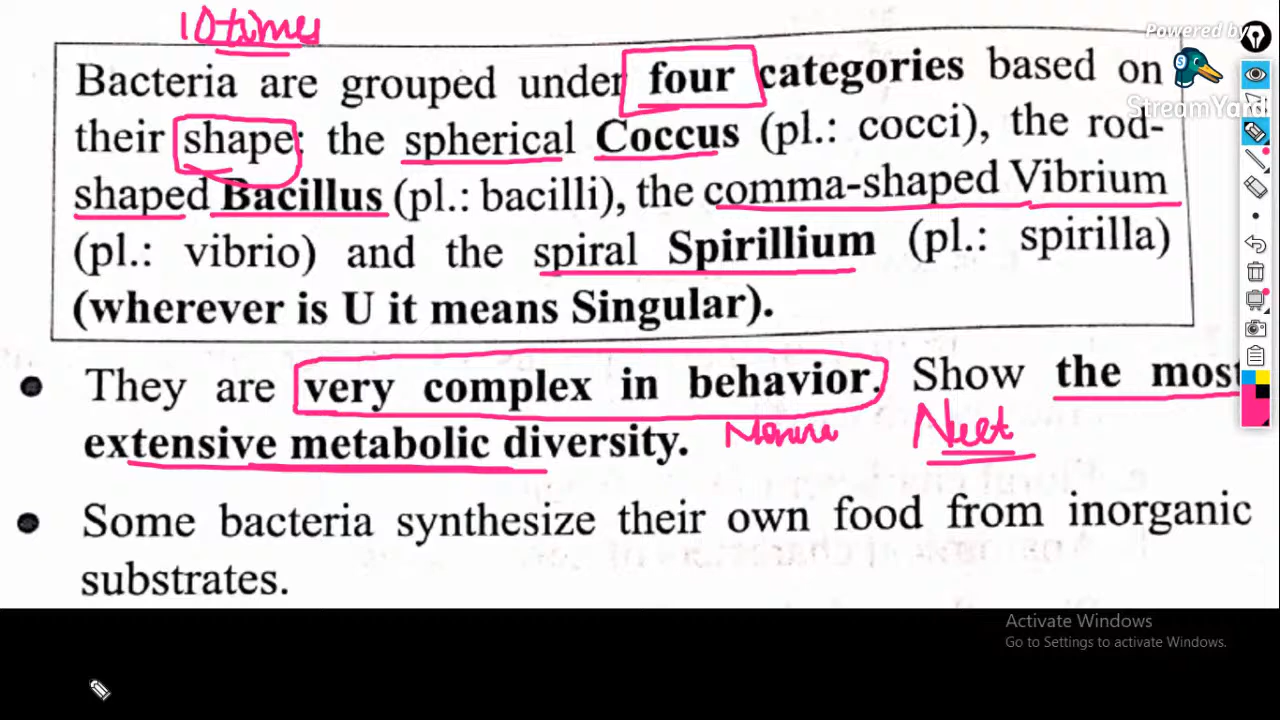 10 times
Powered by
Bacteria are grouped under four categories based on
StreamYard
their shape: the spherical Coccus (pl.: cocci), the rod-
shaped Bacillus (pl.: bacilli), the comma-shaped Vibrium
(pl.: vibrio) and the spiral Spirillium (pl.: spirilla)
(wherever is U it means Singular).
They are very complex in behavior. Show the most
extensive metabolic diversity.
Neet
Some bacteria synthesize their own food from inorganic
substrates.
Activate Windows
Go to Settings to activate Windows.